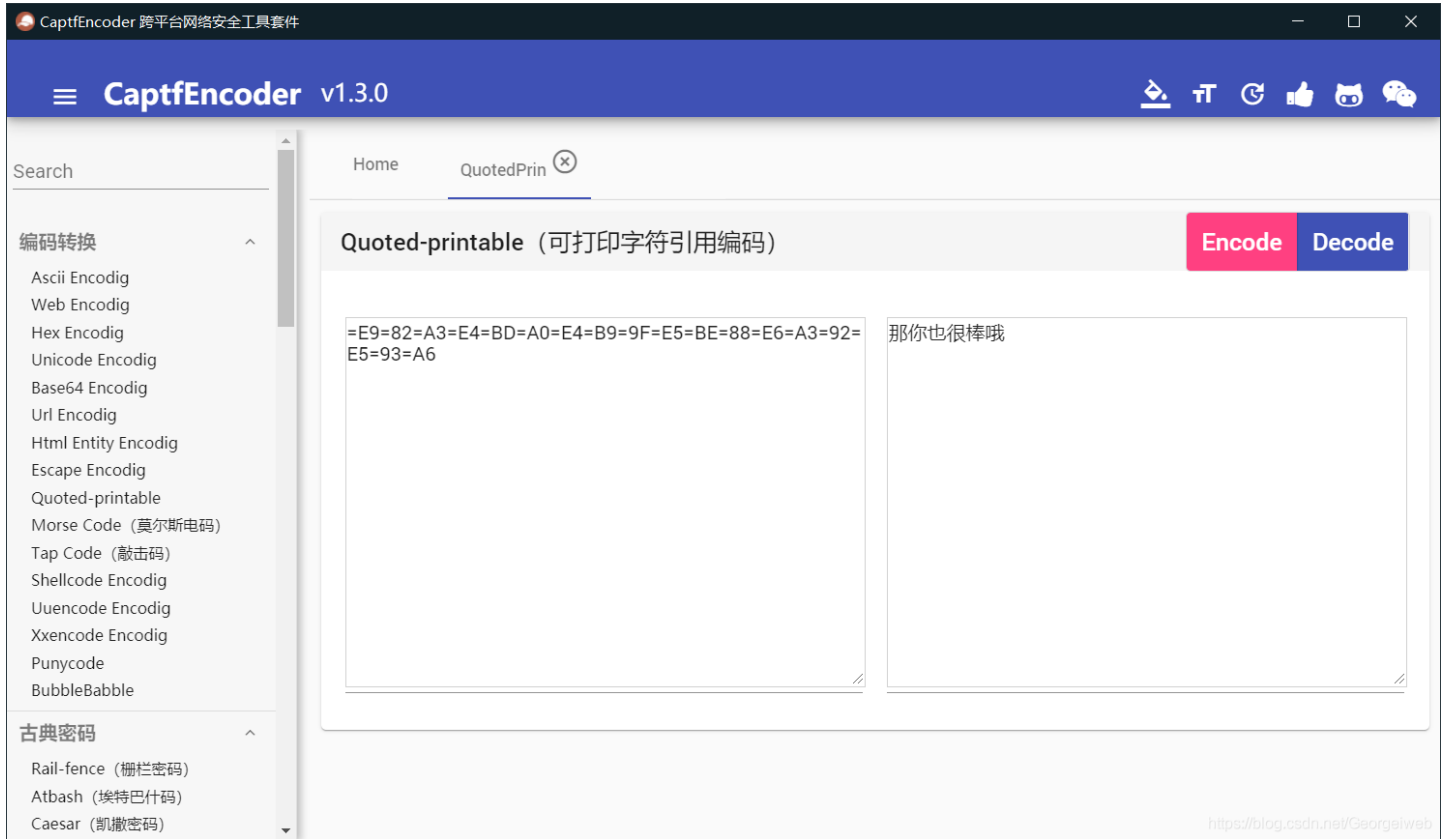 CaptfEncoder 跨平台网络安全工具套件
CaptfEncoder v1.3.0
Search
编码转换
Ascii Encodig
Web Encodig
Hex Encodig
Unicode Encodig
Base64 Encodig
Url Encodig
Html Entity Encodig
Escape Encodig
Quoted-printable
Morse Code（莫尔斯电码）
Tap Code（敲击码）
Shellcode Encodig
Uuencode Encodig
Xxencode Encodig
Punycode
BubbleBabble
古典密码
Rail-fence（栅栏密码）
Atbash（埃特巴什码）
Caesar（凯撒密码）
Home
QuotedPrin
Quoted-printable（可打印字符引用编码）
Encode
Decode
=E9=82=A3=E4=BD=A0=E4=B9=9F=E5=BE=88=E6=A3=92=
E5=93=A6
那你也很棒哦
https://blog.csdn.net/Georgeiweb